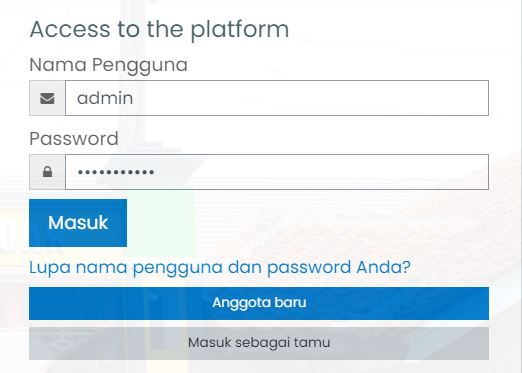 Access to the platform
Nama Pengguna
admin
Password
•••••••••••
Masuk
Lupa nama pengguna dan password Anda?
Anggota baru
Masuk sebagai tamu